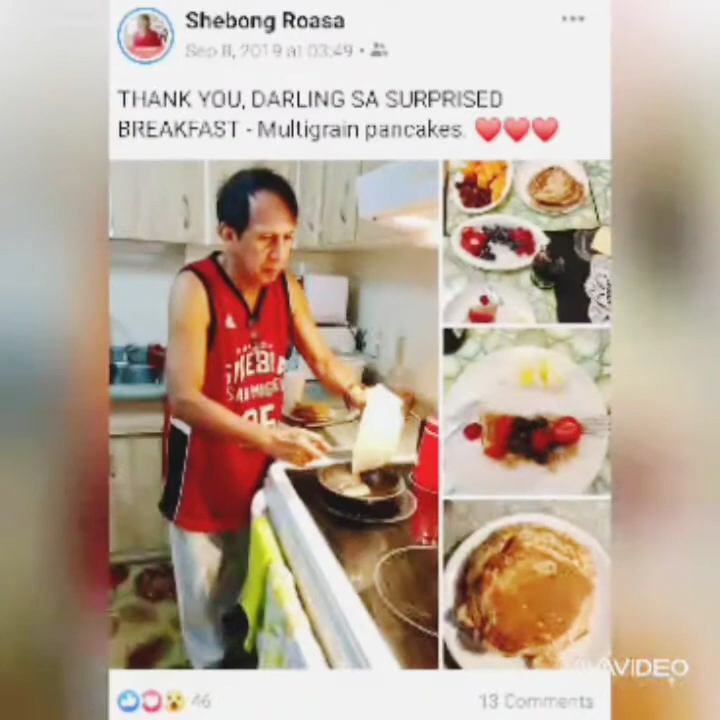 Shebong Roasa
Sep 8, 2019 at 03:49
THANK YOU, DARLING SA SURPRISED
BREAKFAST - Multigrain pancakes. ❤️❤️❤️
46
13 Comments
VIVAVIDEO